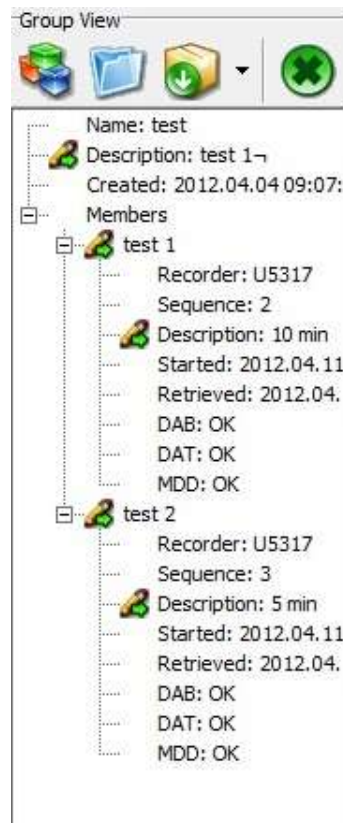 Group View
Name: test
Description: test 1¬
Created: 2012.04.04 09:07:
Members
test 1
Recorder: U5317
Sequence: 2
Description: 10 min
Started: 2012.04.11
Retrieved: 2012.04.
DAB: OK
DAT: OK
MDD: OK
test 2
Recorder: U5317
Sequence: 3
Description: 5 min
Started: 2012.04.11
Retrieved: 2012.04.
DAB: OK
DAT: OK
MDD: OK